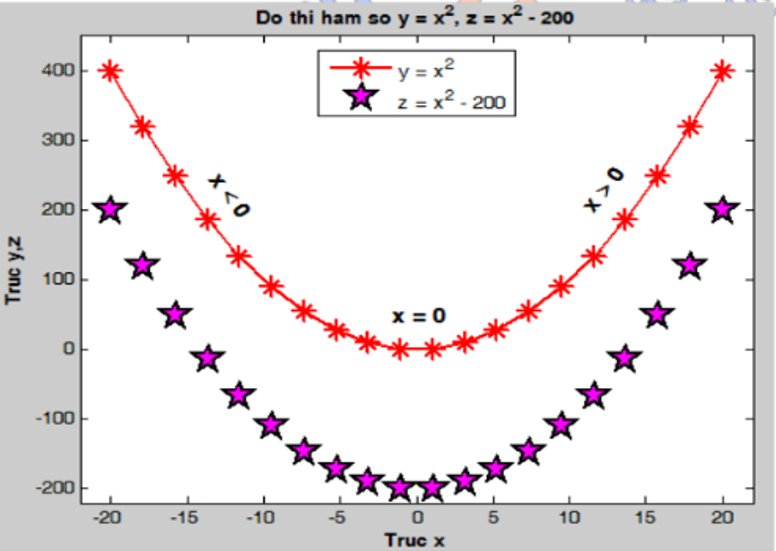 Do thi ham so y = x², z = x² - 200
y = x²
z = x² - 200
x < 0
x > 0
x = 0
400
300
200
100
0
-100
-200
Truc y,z
-20 -15 -10 -5 0 5 10 15 20
Truc x